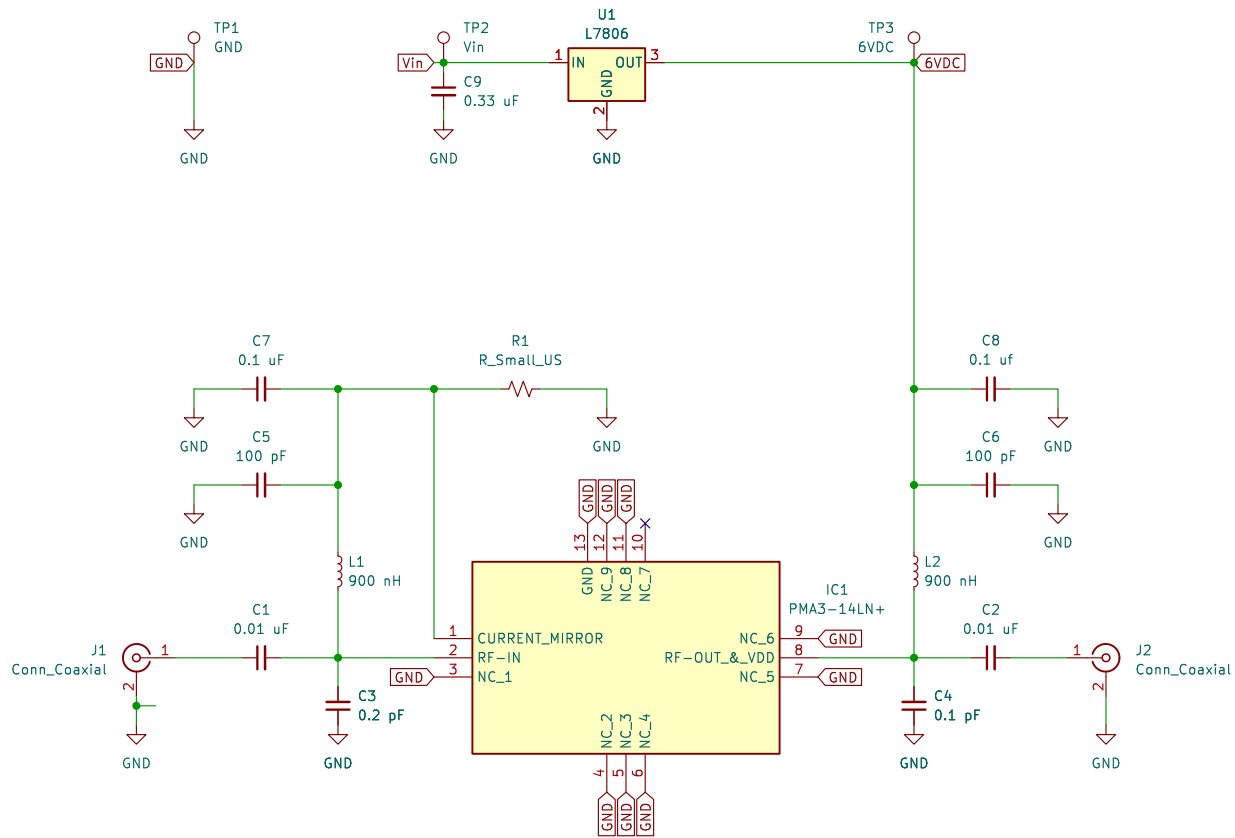 TP1
GND
GND
GND
TP2
Vin
Vin
C9
0.33 uF
GND
U1
L7806
1
IN
OUT
3
GND
2
GND
TP3
6VDC
6VDC
C7
0.1 uF
GND
R1
R_Small_US
GND
C8
0.1 uf
GND
C5
100 pF
GND
C6
100 pF
GND
GND
GND
GND
13
12
11
10
GND
NC_9
NC_8
NC_7
L1
900 nH
L2
900 nH
IC1
PMA3-14LN+
C1
0.01 uF
C2
0.01 uF
1
CURRENT_MIRROR
NC_6
9
GND
J1
Conn_Coaxial
1
2
GND
2
RF-IN
RF-OUT_&_VDD
8
GND
3
NC_1
NC_5
7
GND
1
J2
Conn_Coaxial
2
GND
C3
0.2 pF
GND
C4
0.1 pF
GND
NC_2
NC_3
NC_4
4
5
6
GND
GND
GND